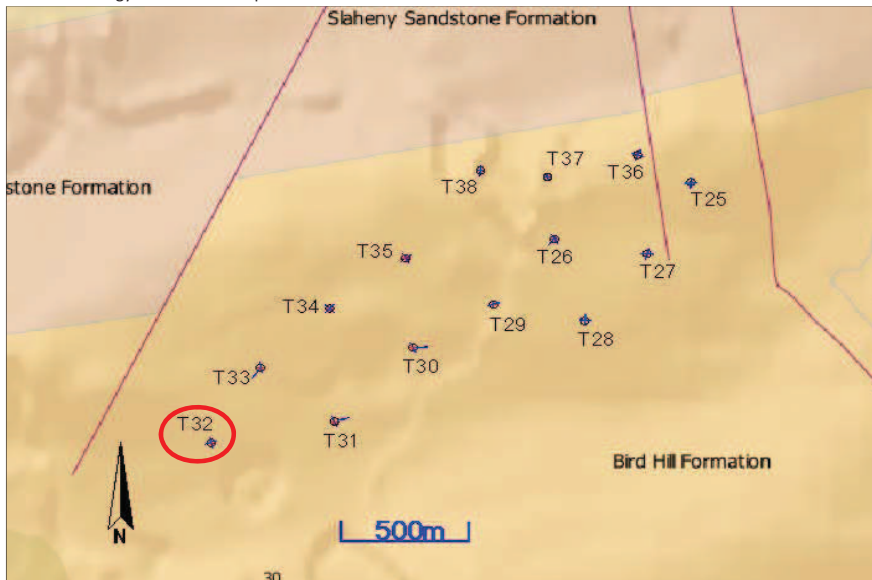 Slaheny Sandstone Formation
stone Formation
T37
T36
T38
T25
T26
T35
T27
T34
T29
T28
T30
T33
T32
T31
Bird Hill Formation
N
500m
30